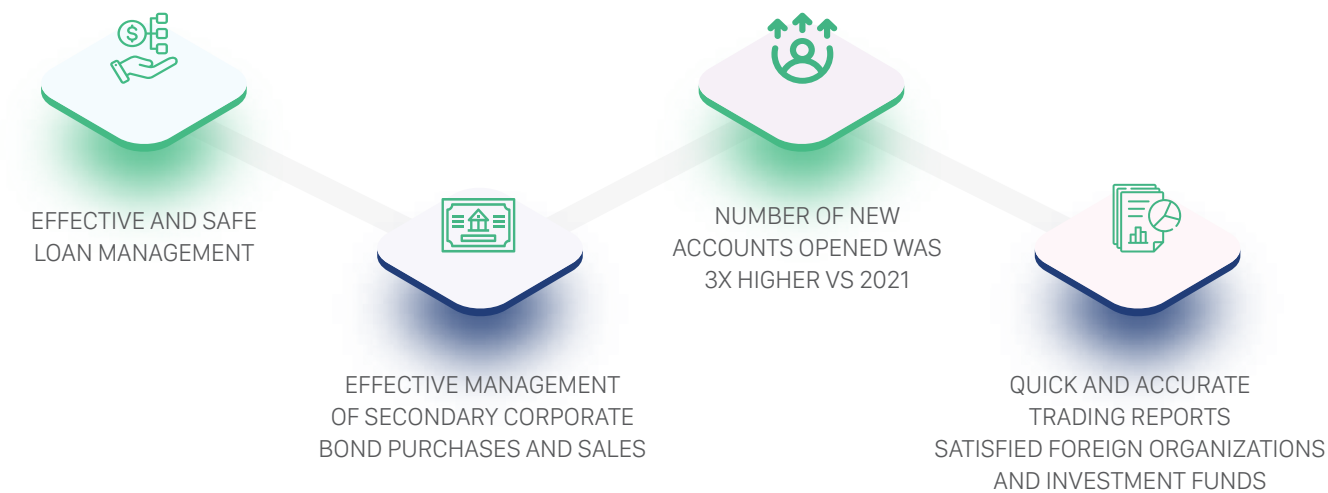 EFFECTIVE AND SAFE
LOAN MANAGEMENT
EFFECTIVE MANAGEMENT
OF SECONDARY CORPORATE
BOND PURCHASES AND SALES
NUMBER OF NEW
ACCOUNTS OPENED WAS
3X HIGHER VS 2021
QUICK AND ACCURATE
TRADING REPORTS
SATISFIED FOREIGN ORGANIZATIONS
AND INVESTMENT FUNDS